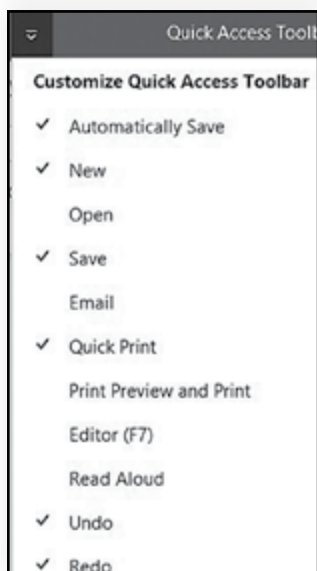 Quick Access Toolb
Customize Quick Access Toolbar
✓ Automatically Save
✓ New
Open
✓ Save
Email
✓ Quick Print
Print Preview and Print
Editor (F7)
Read Aloud
✓ Undo
✓ Redo